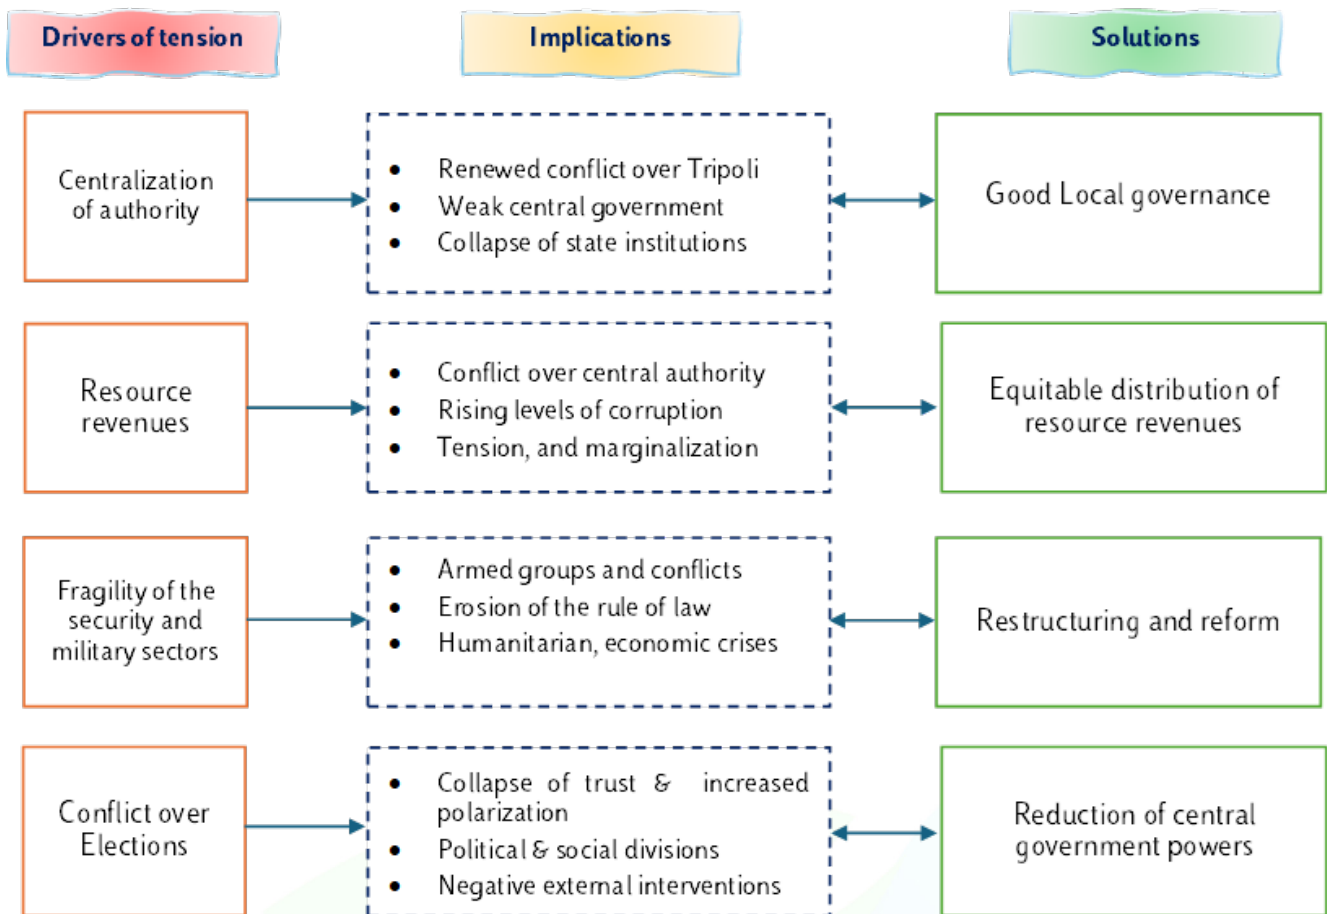 Drivers of tension
Implications
Solutions
Centralization
of authority
• Renewed conflict over Tripoli
• Weak central government
• Collapse of state institutions
Good Local governance
Resource
revenues
• Conflict over central authority
• Rising levels of corruption
• Tension, and marginalization
Equitable distribution of
resource revenues
Fragility of the
security and
military sectors
• Armed groups and conflicts
• Erosion of the rule of law
• Humanitarian, economic crises
Restructuring and reform
Conflict over
Elections
• Collapse of trust & increased
polarization
• Political & social divisions
• Negative external interventions
Reduction of central
government powers